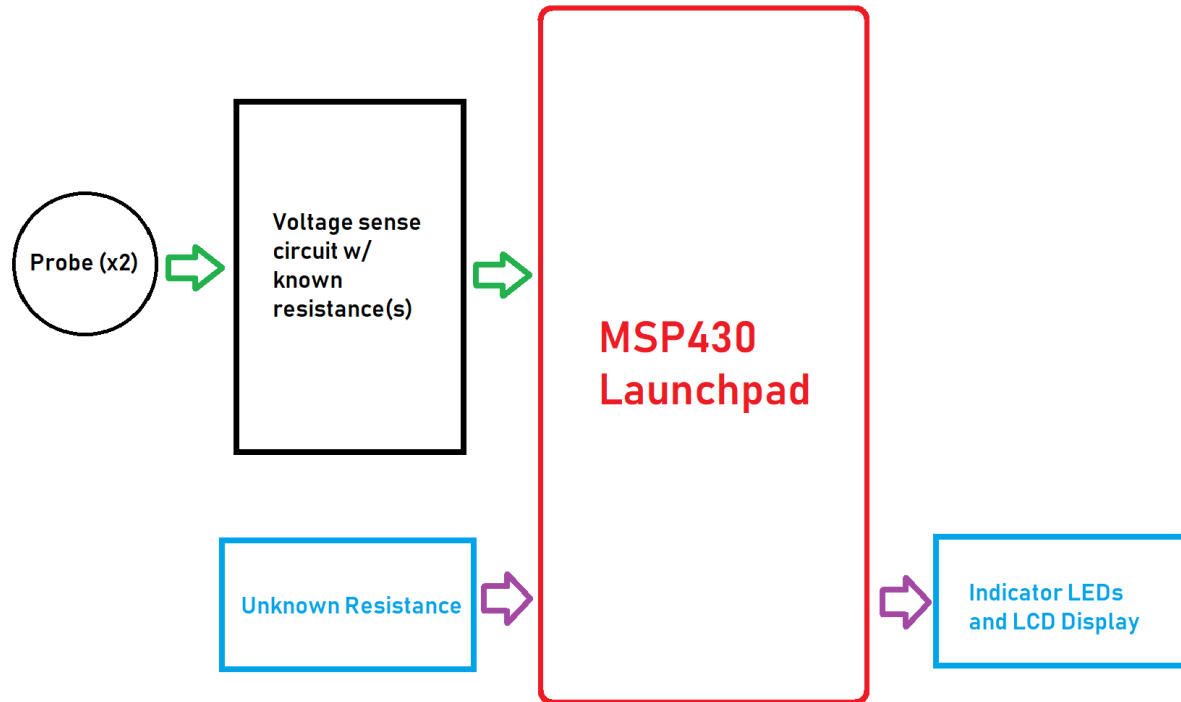 Probe (x2)
Voltage sense
circuit w/
known
resistance(s)
MSP430
Launchpad
Unknown Resistance
Indicator LEDs
and LCD Display